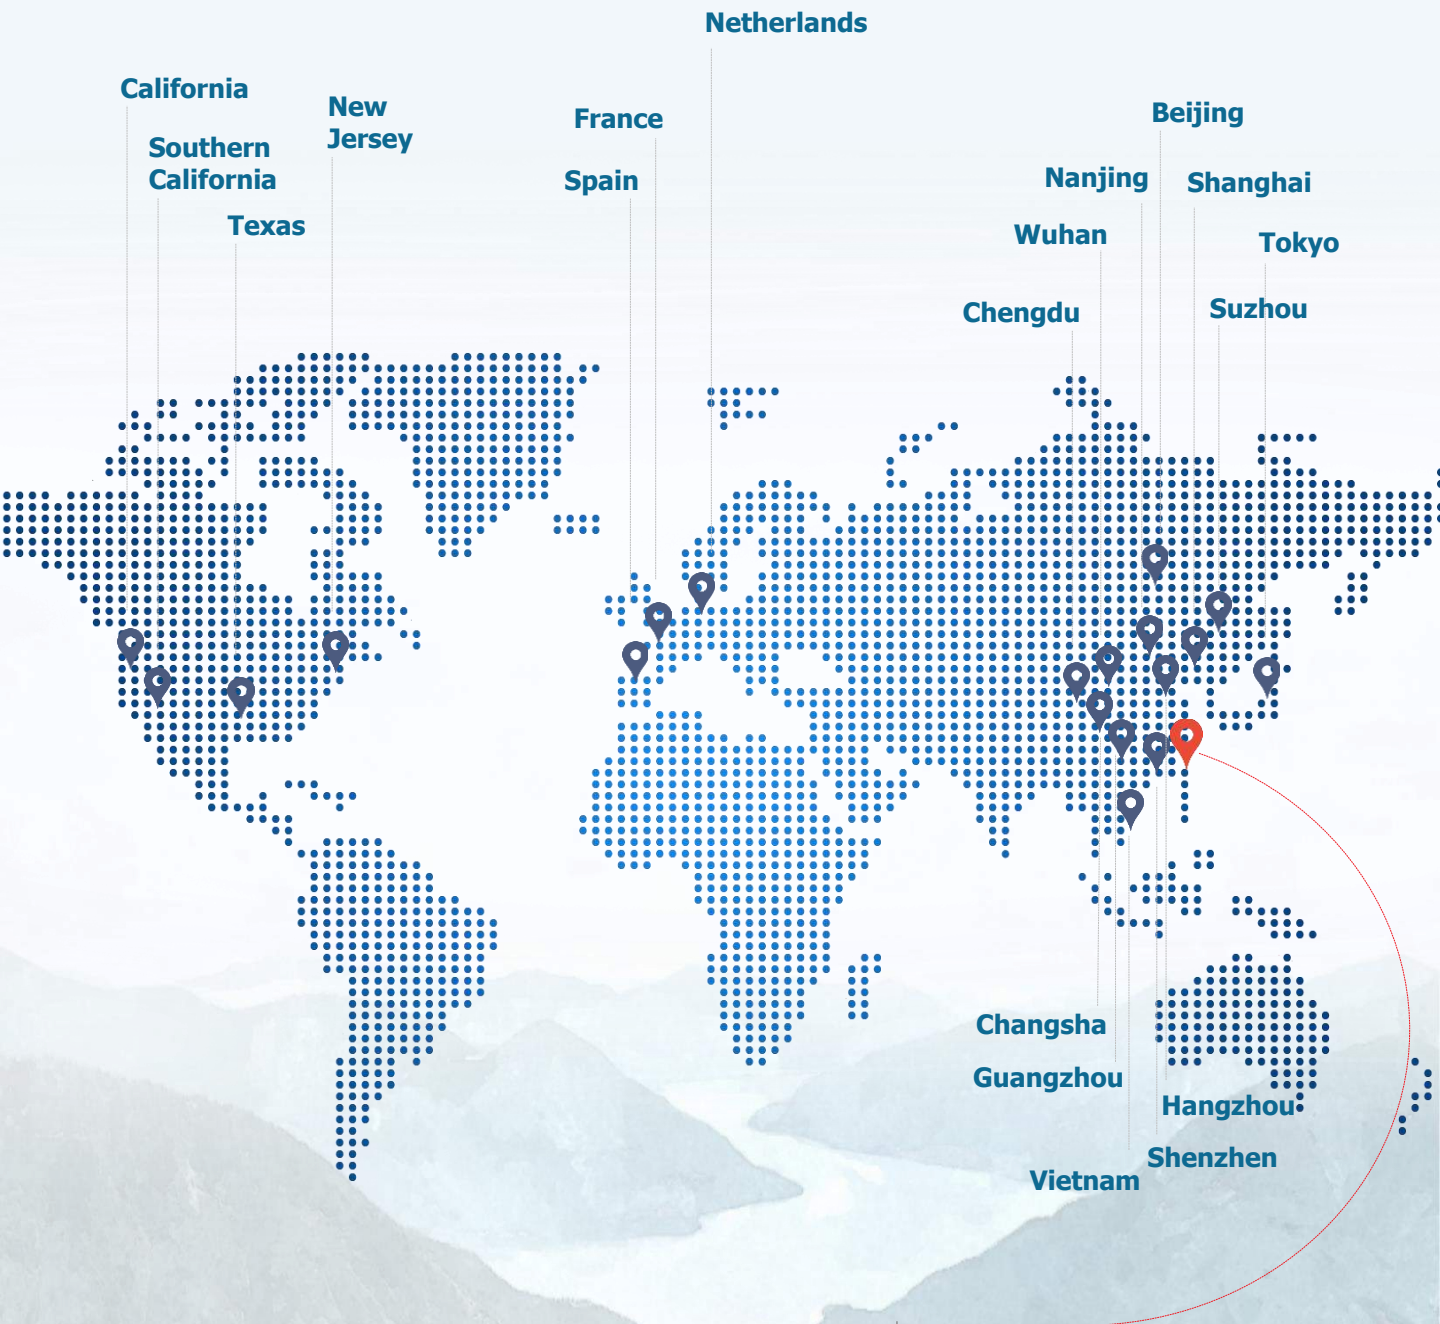 Netherlands
California
New
Jersey
France
Beijing
Southern
California
Spain
Nanjing
Shanghai
Texas
Wuhan
Tokyo
Chengdu
Suzhou
Changsha
Guangzhou
Hangzhou
Shenzhen
Vietnam